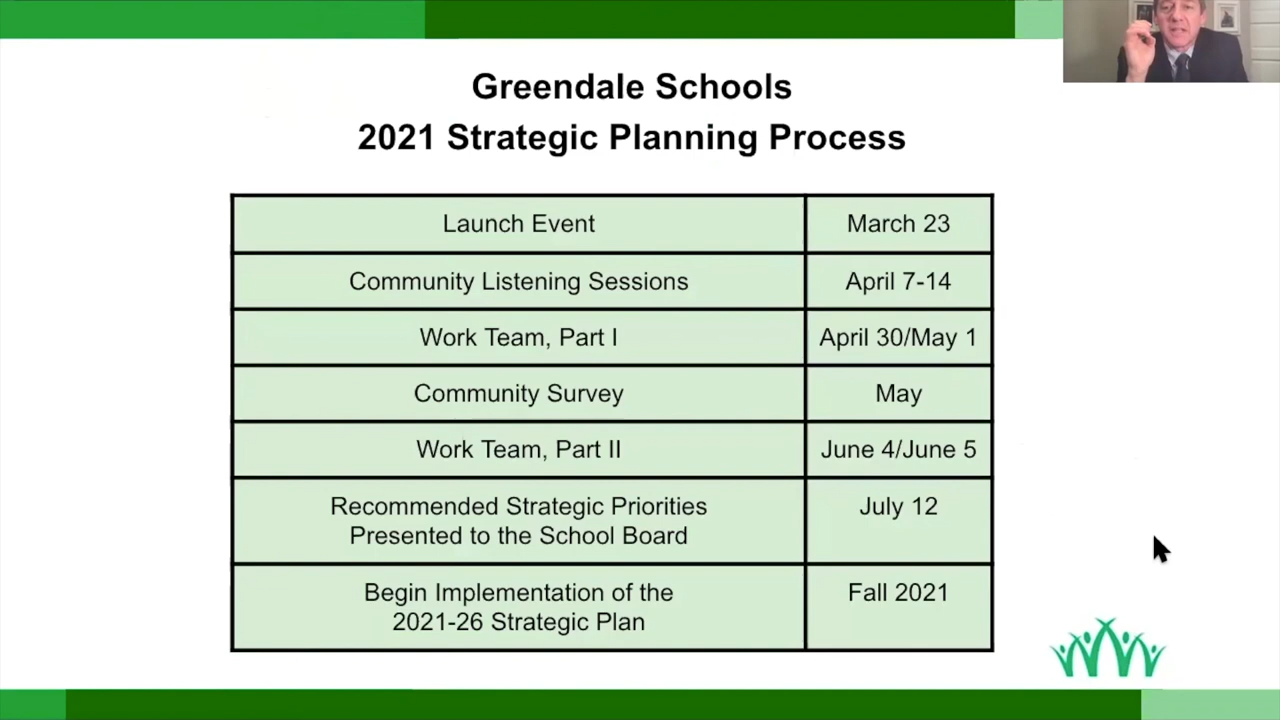 Greendale Schools
2021 Strategic Planning Process
Launch Event
March 23
Community Listening Sessions
April 7-14
Work Team, Part I
April 30/May 1
Community Survey
May
Work Team, Part II
June 4/June 5
Recommended Strategic Priorities
Presented to the School Board
July 12
Begin Implementation of the
2021-26 Strategic Plan
Fall 2021